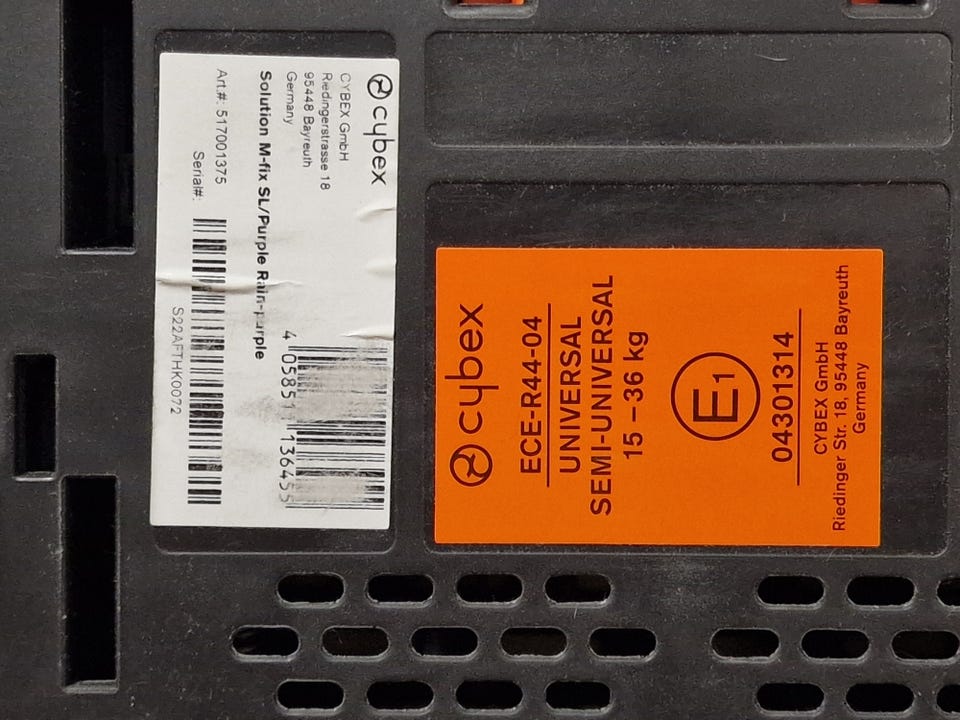 cybex
CYBEX GmbH
Riedingerstrasse 18
95448 Bayreuth
Germany
Solution M-fix SL/Purple Rain-purple
Art.#: 517001375
Serial#:
S22AFTHK0072
cybex
ECE-R44-04
UNIVERSAL
SEMI-UNIVERSAL
15 – 36 kg
E1
04301314
CYBEX GmbH
Riedinger Str. 18, 95448 Bayreuth
Germany